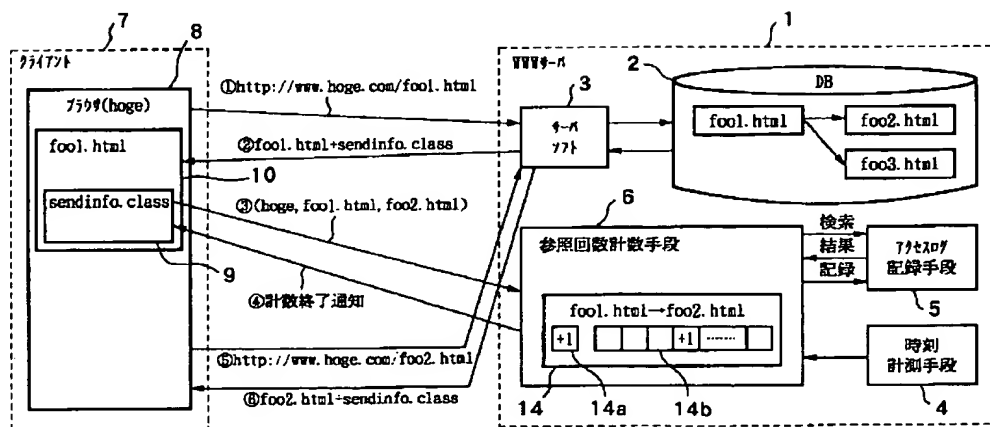 7
8
1
ｸﾗｲｱﾝﾄ
WWWｻｰﾊﾞ
ﾌﾞﾗｳｻﾞ(hoge)
①http://www.hoge.com/foo1.html
2
DB
3
foo1.html
ｻｰﾊﾞ
ｿﾌﾄ
foo1.html
foo2.html
②foo1.html+sendinfo.class
foo3.html
10
sendinfo.class
③(hoge,foo1.html,foo2.html)
6
9
参照回数計数手段
検索
結果
記録
ｱｸｾｽﾛｸﾞ
記録手段
④計数終了通知
5
foo1.html→foo2.html
+1
+1
⑤http://www.hoge.com/foo2.html
時刻
計測手段
⑥foo2.html+sendinfo.class
14
14a
14b
4